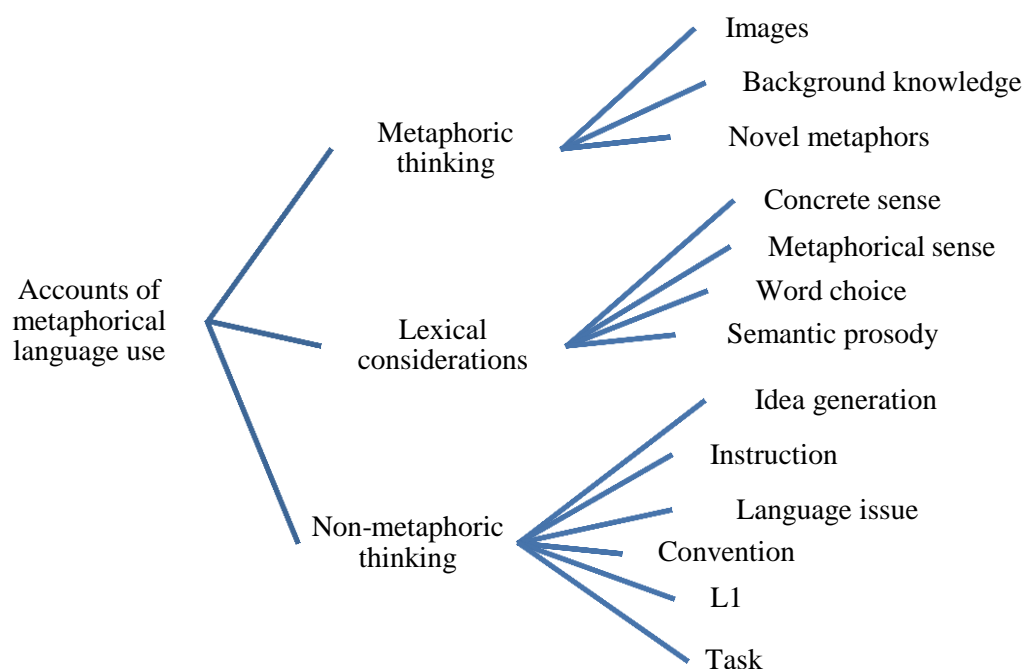 Accounts of
metaphorical
language use
Metaphoric
thinking
Images
Background knowledge
Novel metaphors
Lexical
considerations
Concrete sense
Metaphorical sense
Word choice
Semantic prosody
Non-metaphoric
thinking
Idea generation
Instruction
Language issue
Convention
L1
Task